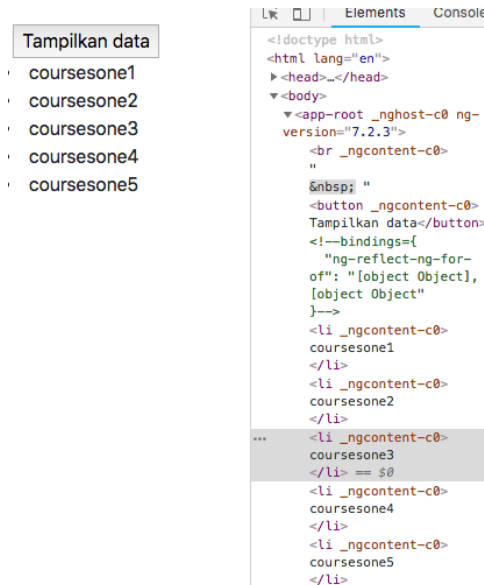 Tampilkan data
coursesone1
coursesone2
coursesone3
coursesone4
coursesone5
Elements Console
<!doctype html>
<html lang="en">
<head>…</head>
<body>
<app-root _nghost-c0 ng-
version="7.2.3">
<br _ngcontent-c0>
"
&nbsp; "
<button _ngcontent-c0>
Tampilkan data</button>
<!--bindings={
"ng-reflect-ng-for-
of": "[object Object],
[object Object"
}-->
<li _ngcontent-c0>
coursesone1
</li>
<li _ngcontent-c0>
coursesone2
</li>
... <li _ngcontent-c0>
coursesone3
</li> == $0
<li _ngcontent-c0>
coursesone4
</li>
<li _ngcontent-c0>
coursesone5
</li>